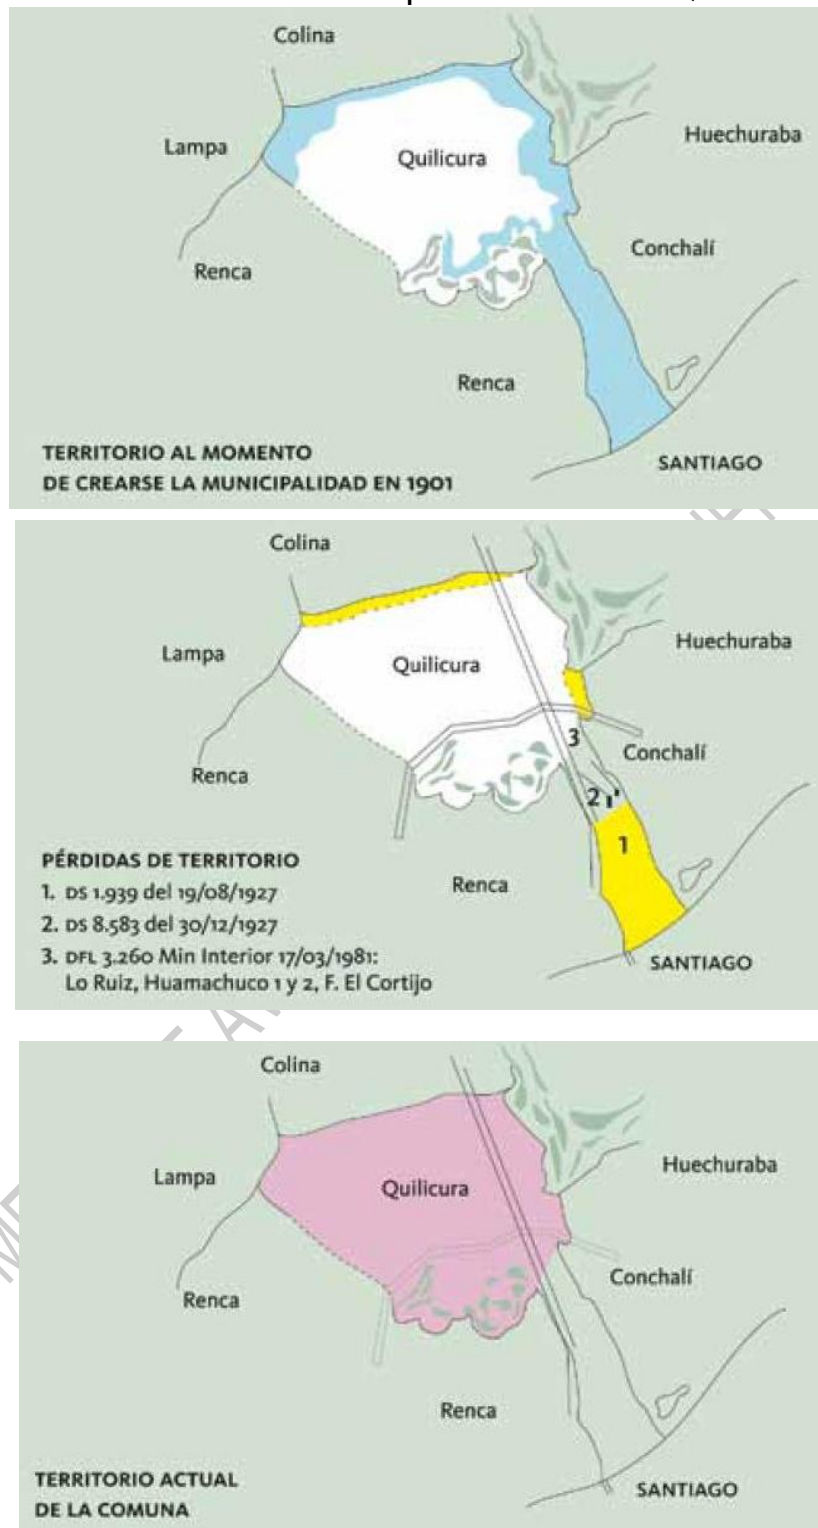 Colina
Lampa
Quilicura
Huechuraba
Conchalí
Renca
Renca
TERRITORIO AL MOMENTO
DE CREARSE LA MUNICIPALIDAD EN 1901
SANTIAGO
Colina
Lampa
Quilicura
Huechuraba
3
Conchalí
Renca
2 1'
1
PÉRDIDAS DE TERRITORIO
Renca
1. DS 1.939 del 19/08/1927
2. DS 8.583 del 30/12/1927
3. DFL 3.260 Min Interior 17/03/1981:
Lo Ruiz, Huamachuco 1 y 2, F. El Cortijo
SANTIAGO
Colina
Lampa
Quilicura
Huechuraba
Conchalí
Renca
Renca
TERRITORIO ACTUAL
DE LA COMUNA
SANTIAGO